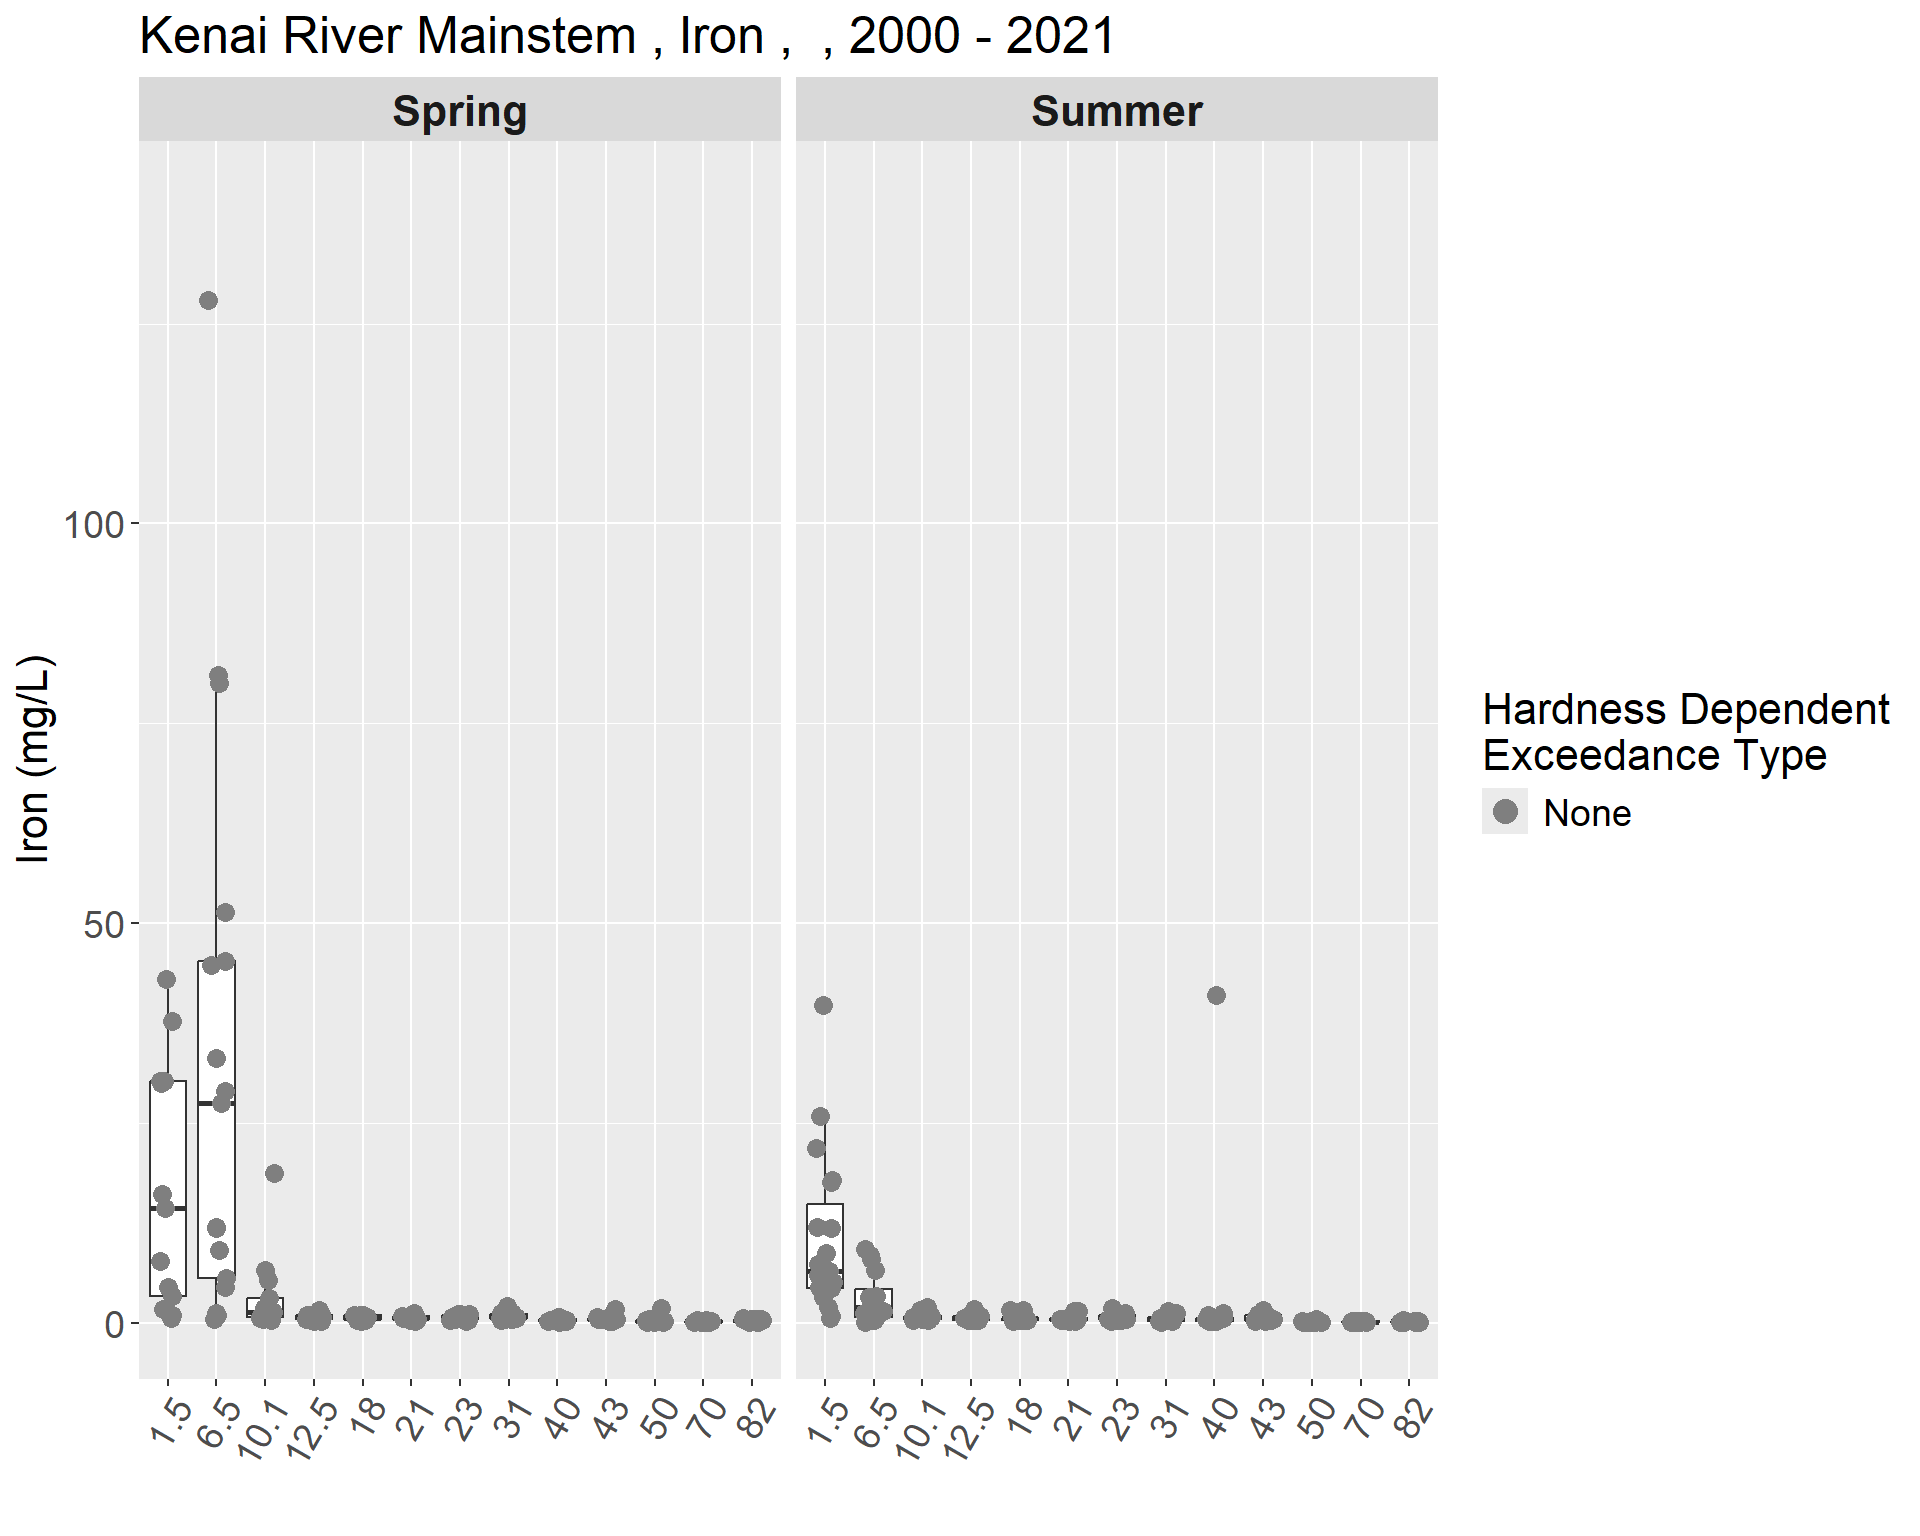 Kenai River Mainstem , Iron ,  , 2000 - 2021
Spring
Summer
Iron (mg/L)
100
50
0
1.5 6.5 10.1 12.5 18 21 23 31 40 43 50 70 82
1.5 6.5 10.1 12.5 18 21 23 31 40 43 50 70 82
Hardness Dependent
Exceedance Type
None